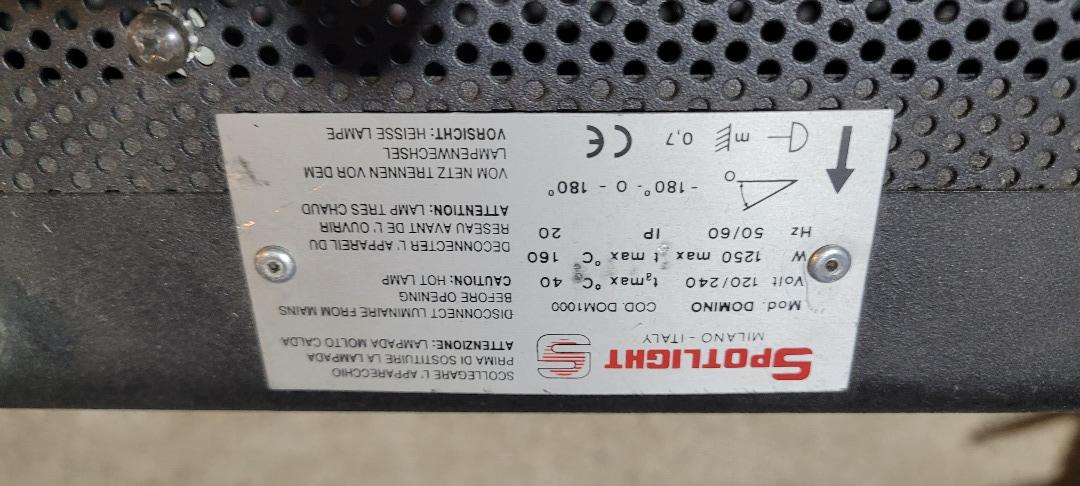 SPOTLIGHT
MILANO - ITALY
S
Mod. DOMINO COD. DOM1000
Volt 120/240 ta max °C 40
W 1250 max t max °C 160
Hz 50/60 IP 20
- 180° - 0 - 180°
m 0,7 CE
SCOLLEGARE L' APPARECCHIO
PRIMA DI SOSTITUIRE LA LAMPADA
ATTENZIONE: LAMPADA MOLTO CALDA
DISCONNECT LUMINAIRE FROM MAINS
BEFORE OPENING
CAUTION: HOT LAMP
DECONNECTER L' APPAREIL DU
RESEAU AVANT DE L' OUVRIR
ATTENTION: LAMP TRES CHAUD
VOM NETZ TRENNEN VOR DEM
LAMPENWECHSEL
VORSICHT: HEISSE LAMPE